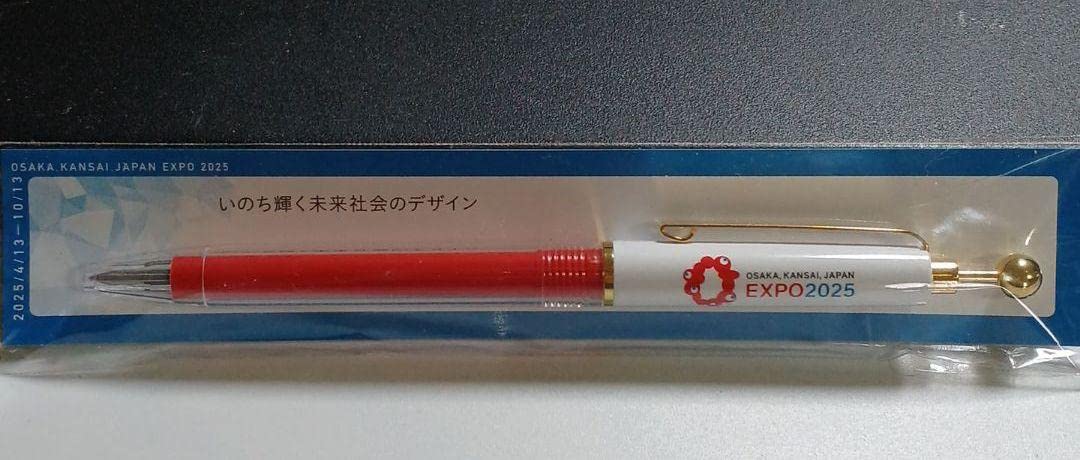 OSAKA, KANSAI, JAPAN EXPO 2025
2025/4/13—10/13
いのち輝く未来社会のデザイン
OSAKA, KANSAI, JAPAN
EXPO2025